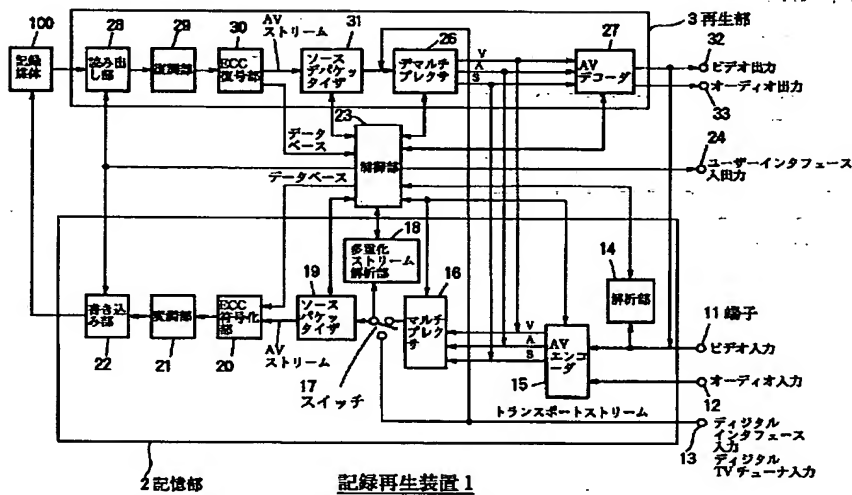 100
記録
媒体
28
読み出
し部
29
復調部
30
ECC
復号部
AV
ストリーム
31
ソース
デパケッ
タイザ
26
デマルチ
プレクサ
V
A
S
27
AV
デコーダ
3 再生部
32
ビデオ出力
オーディオ出力
33
24
ユーザーインタフェース
入出力
23
制御部
データ
ベース
データベース
18
多重化
ストリーム
解析部
14
解析部
19
ソース
パケッ
タイザ
16
マルチ
プレク
サ
V
A
S
AV
エンコ
ーダ
15
11 端子
ビデオ入力
オーディオ入力
12
書き込
み部
22
変調部
21
ECC
符号化
部
20
AV
ストリーム
17
スイッチ
トランスポートストリーム
13
ディジタル
インタフェース
入力
ディジタル
TVチューナ入力
2 記憶部
記録再生装置1